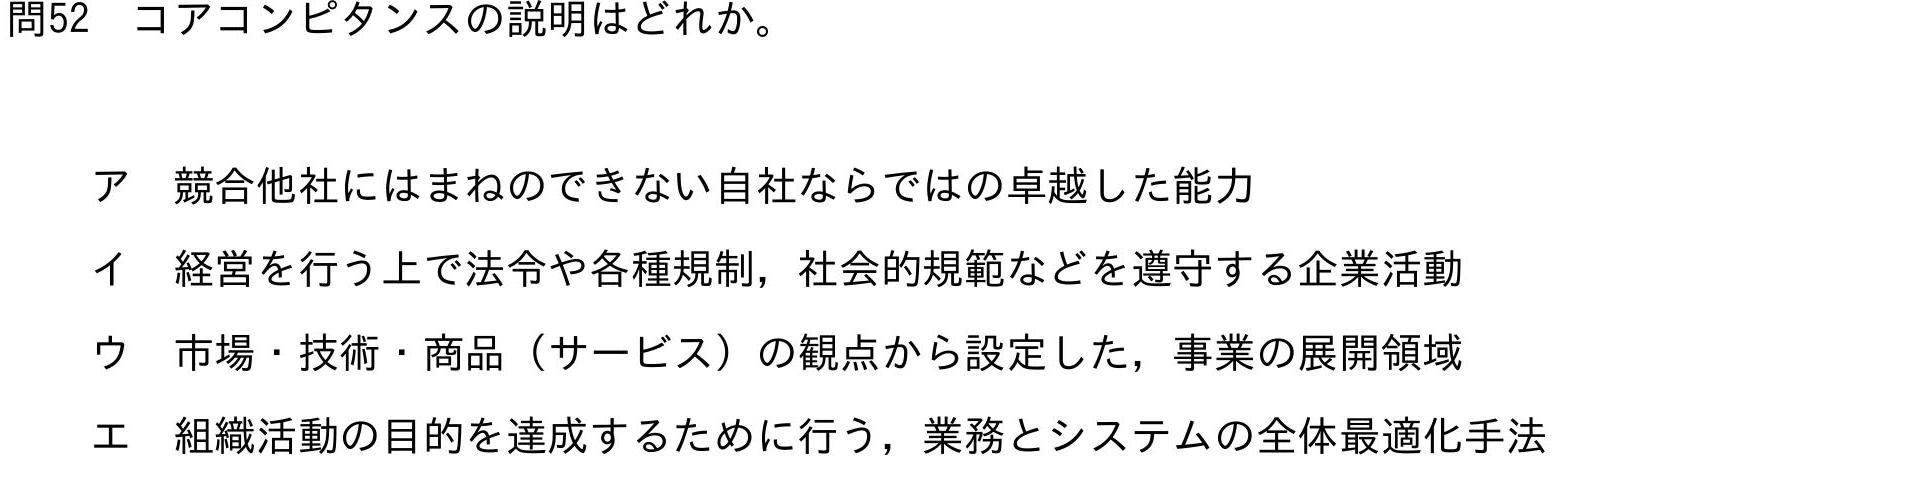 問52　コアコンピタンスの説明はどれか。
ア　競合他社にはまねのできない自社ならではの卓越した能力
イ　経営を行う上で法令や各種規制，社会的規範などを遵守する企業活動
ウ　市場・技術・商品（サービス）の観点から設定した，事業の展開領域
エ　組織活動の目的を達成するために行う，業務とシステムの全体最適化手法